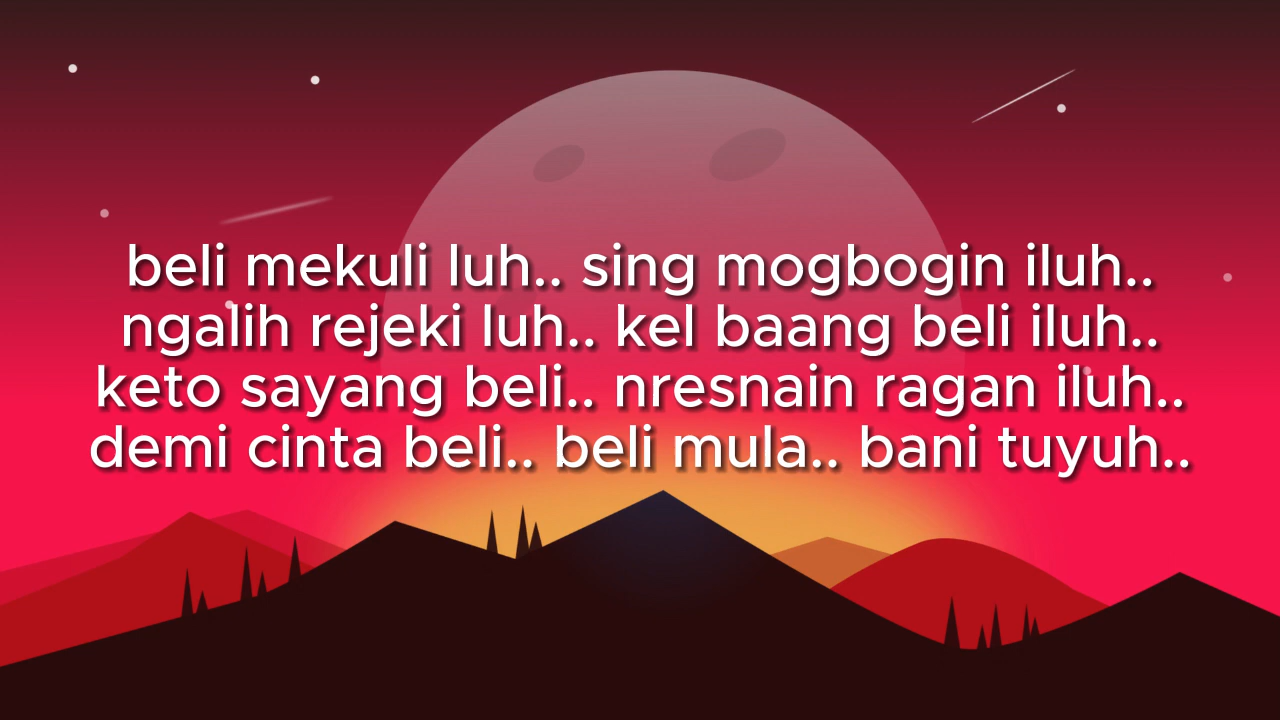 beli mekuli luh.. sing mogbogin iluh..
ngalih rejeki luh.. kel baang beli iluh..
keto sayang beli.. nresnain ragan iluh..
demi cinta beli.. beli mula.. bani tuyuh..